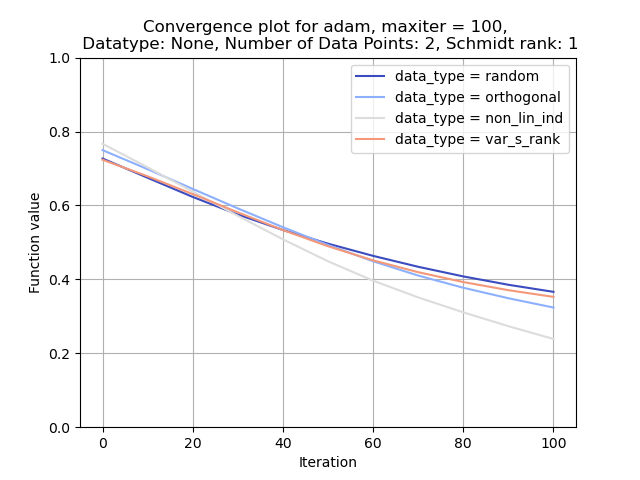 Convergence plot for adam, maxiter = 100,
Datatype: None, Number of Data Points: 2, Schmidt rank: 1
1.0
0.8
0.6
0.4
0.2
0.0
Function value
data_type = random
data_type = orthogonal
data_type = non_lin_ind
data_type = var_s_rank
0 20 40 60 80 100
Iteration